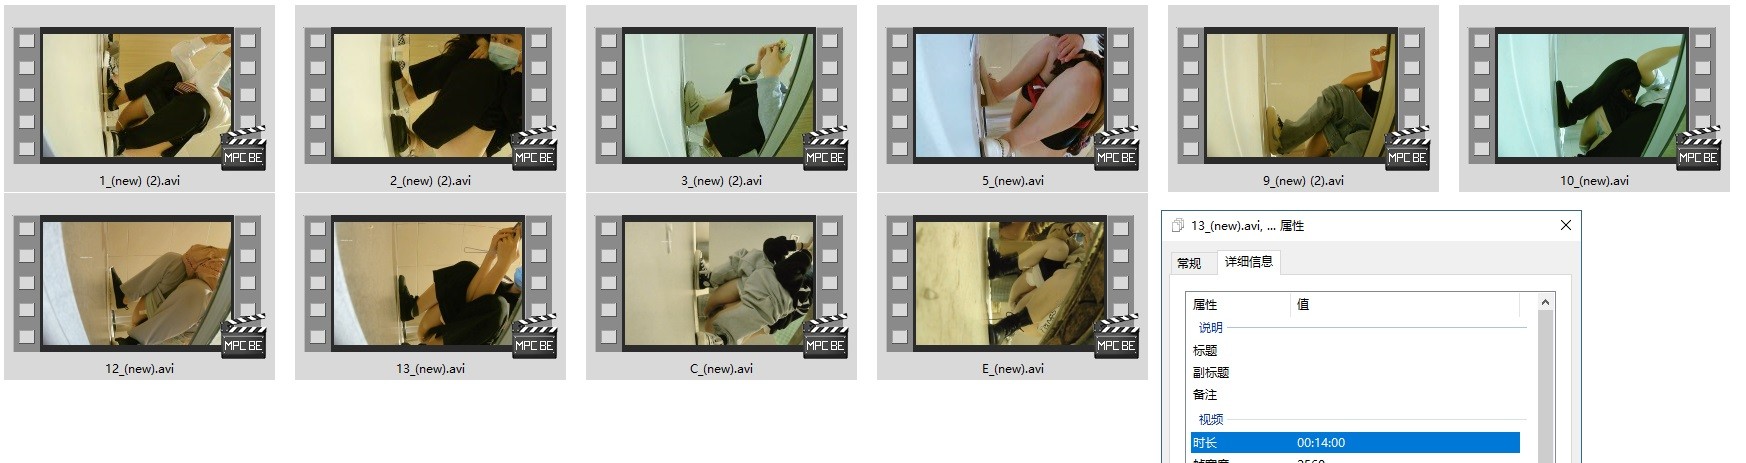 MPC BE
MPC BE
MPC BE
MPC BE
MPC BE
MPC BE
1_(new) (2).avi
2_(new) (2).avi
3_(new) (2).avi
5_(new).avi
9_(new) (2).avi
10_(new).avi
MPC BE
MPC BE
MPC BE
MPC BE
12_(new).avi
13_(new).avi
C_(new).avi
E_(new).avi
13_(new).avi, ... 属性
常规
详细信息
属性
值
说明
标题
副标题
备注
视频
时长
00:14:00